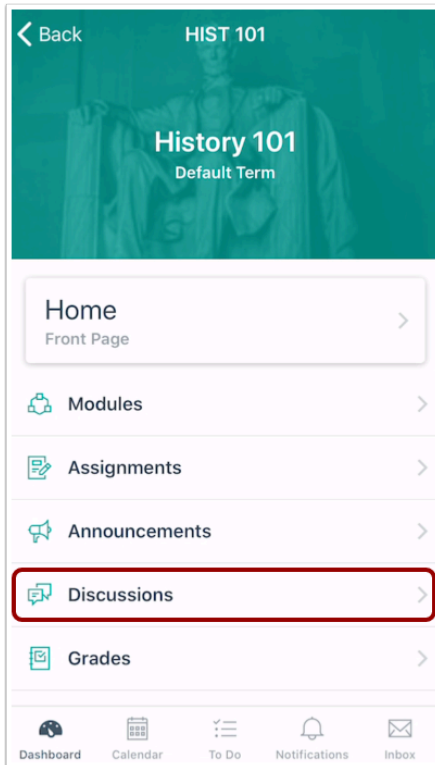 Back HIST 101
History 101
Default Term
Home
Front Page
Modules
Assignments
Announcements
Discussions
Grades
Dashboard Calendar To Do Notifications Inbox